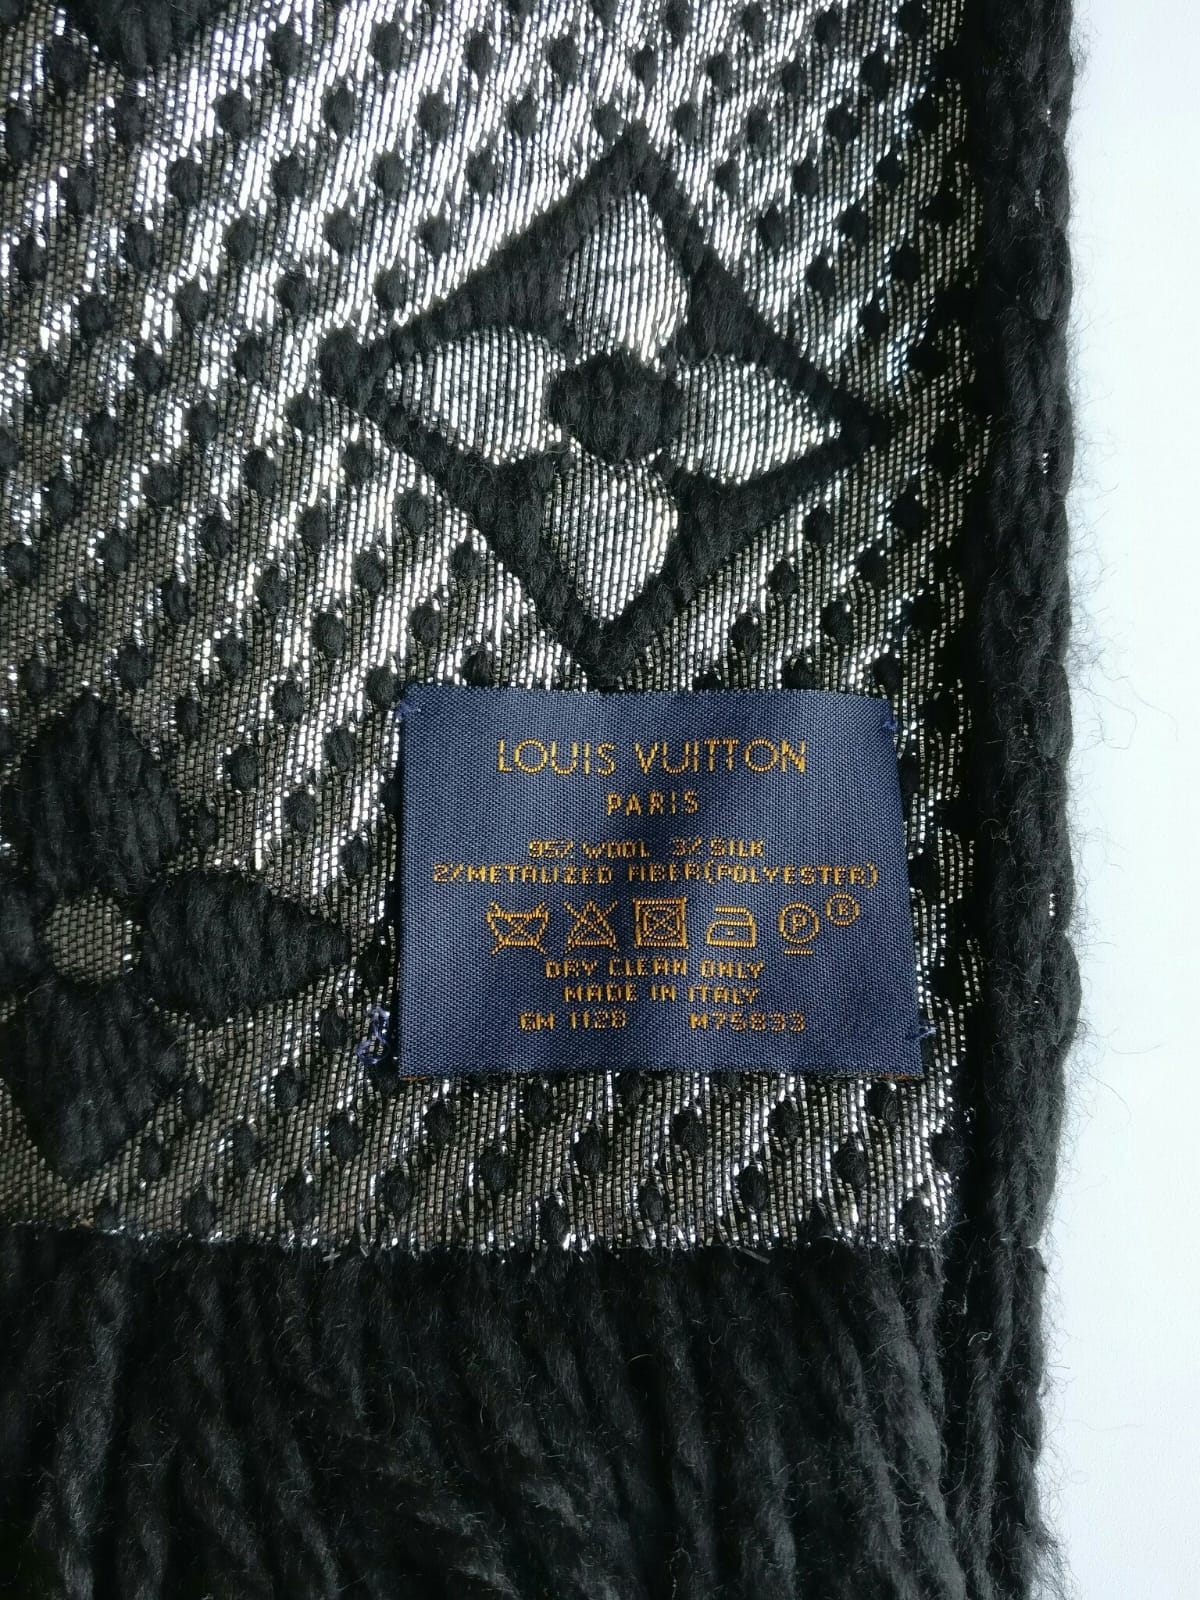 LOUIS VUITTON
PARIS
95% WOOL 3% SILK
2%METALIZED FIBER(POLYESTER)
P
DRY CLEAN ONLY
MADE IN ITALY
GM 1128 M75833